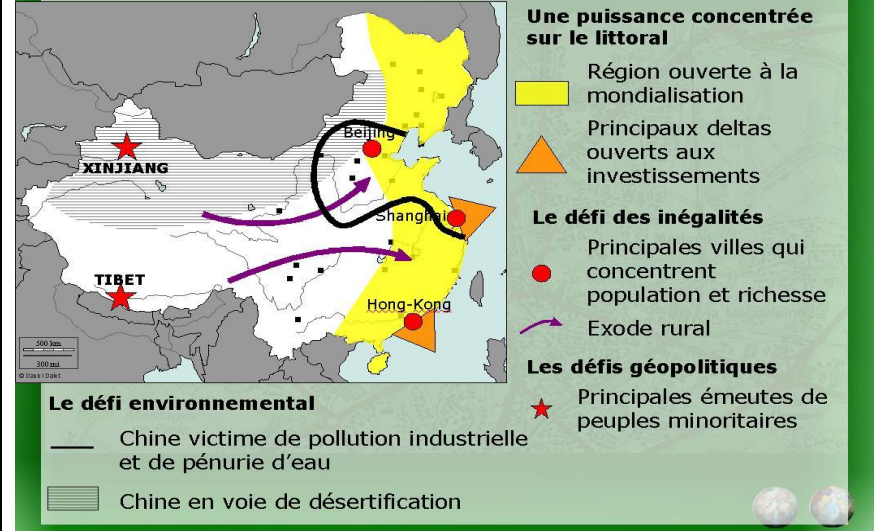 Beijing
XINJIANG
Shanghai
TIBET
Hong-Kong
500 km
300 mi
Une puissance concentrée
sur le littoral
Région ouverte à la
mondialisation
Principaux deltas
ouverts aux
investissements
Le défi des inégalités
Principales villes qui
concentrent
population et richesse
Exode rural
Les défis géopolitiques
Principales émeutes de
peuples minoritaires
Le défi environnemental
Chine victime de pollution industrielle
et de pénurie d’eau
Chine en voie de désertification